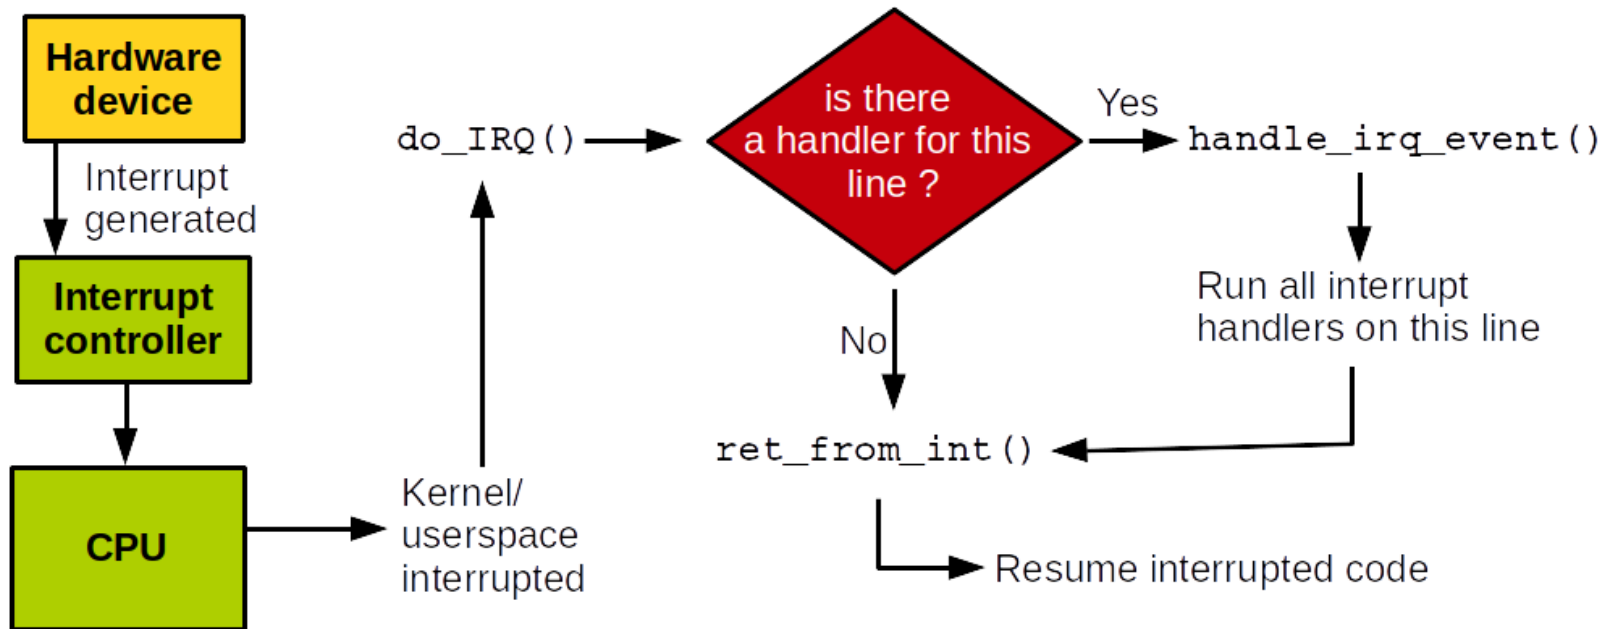 Hardware
device
Interrupt
generated
Interrupt
controller
CPU
Kernel/
userspace
interrupted
do_IRQ()
is there
a handler for this
line ?
Yes
handle_irq_event()
Run all interrupt
handlers on this line
No
ret_from_int()
Resume interrupted code